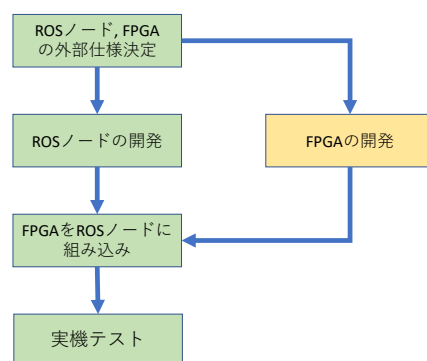 ROSノード, FPGA
の外部仕様決定
ROSノードの開発
FPGAの開発
FPGAをROSノードに
組み込み
実機テスト